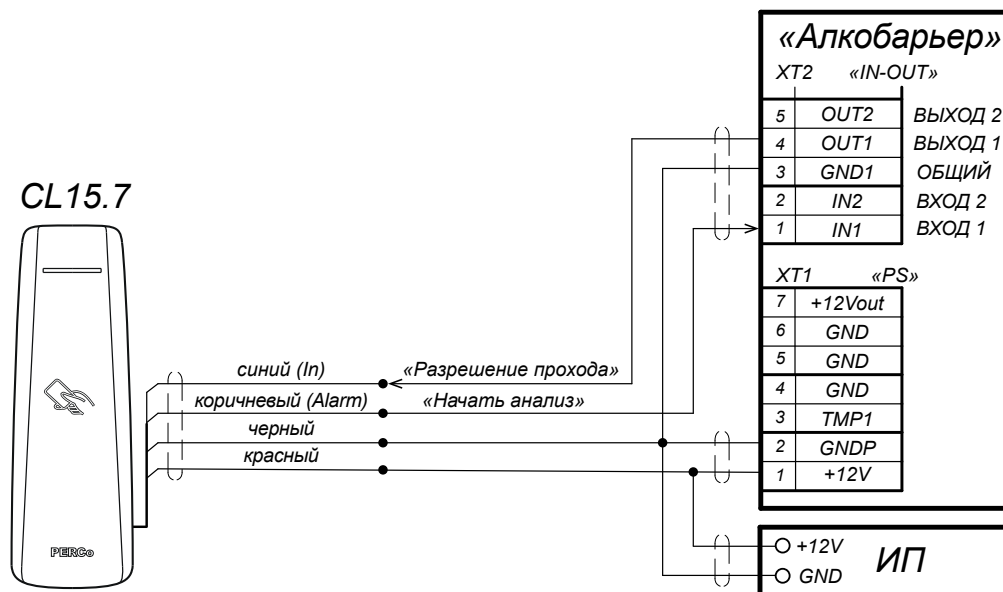 «Алкобарьер»
XT2 «IN-OUT»
5 OUT2 ВЫХОД 2
4 OUT1 ВЫХОД 1
3 GND1 ОБЩИЙ
2 IN2 ВХОД 2
1 IN1 ВХОД 1
CL15.7
XT1 «PS»
7 +12Vout
6 GND
5 GND
4 GND
3 TMP1
2 GNDP
1 +12V
синий (In) «Разрешение прохода»
коричневый (Alarm) «Начать анализ»
черный
красный
PERCo
+12V
GND
ИП